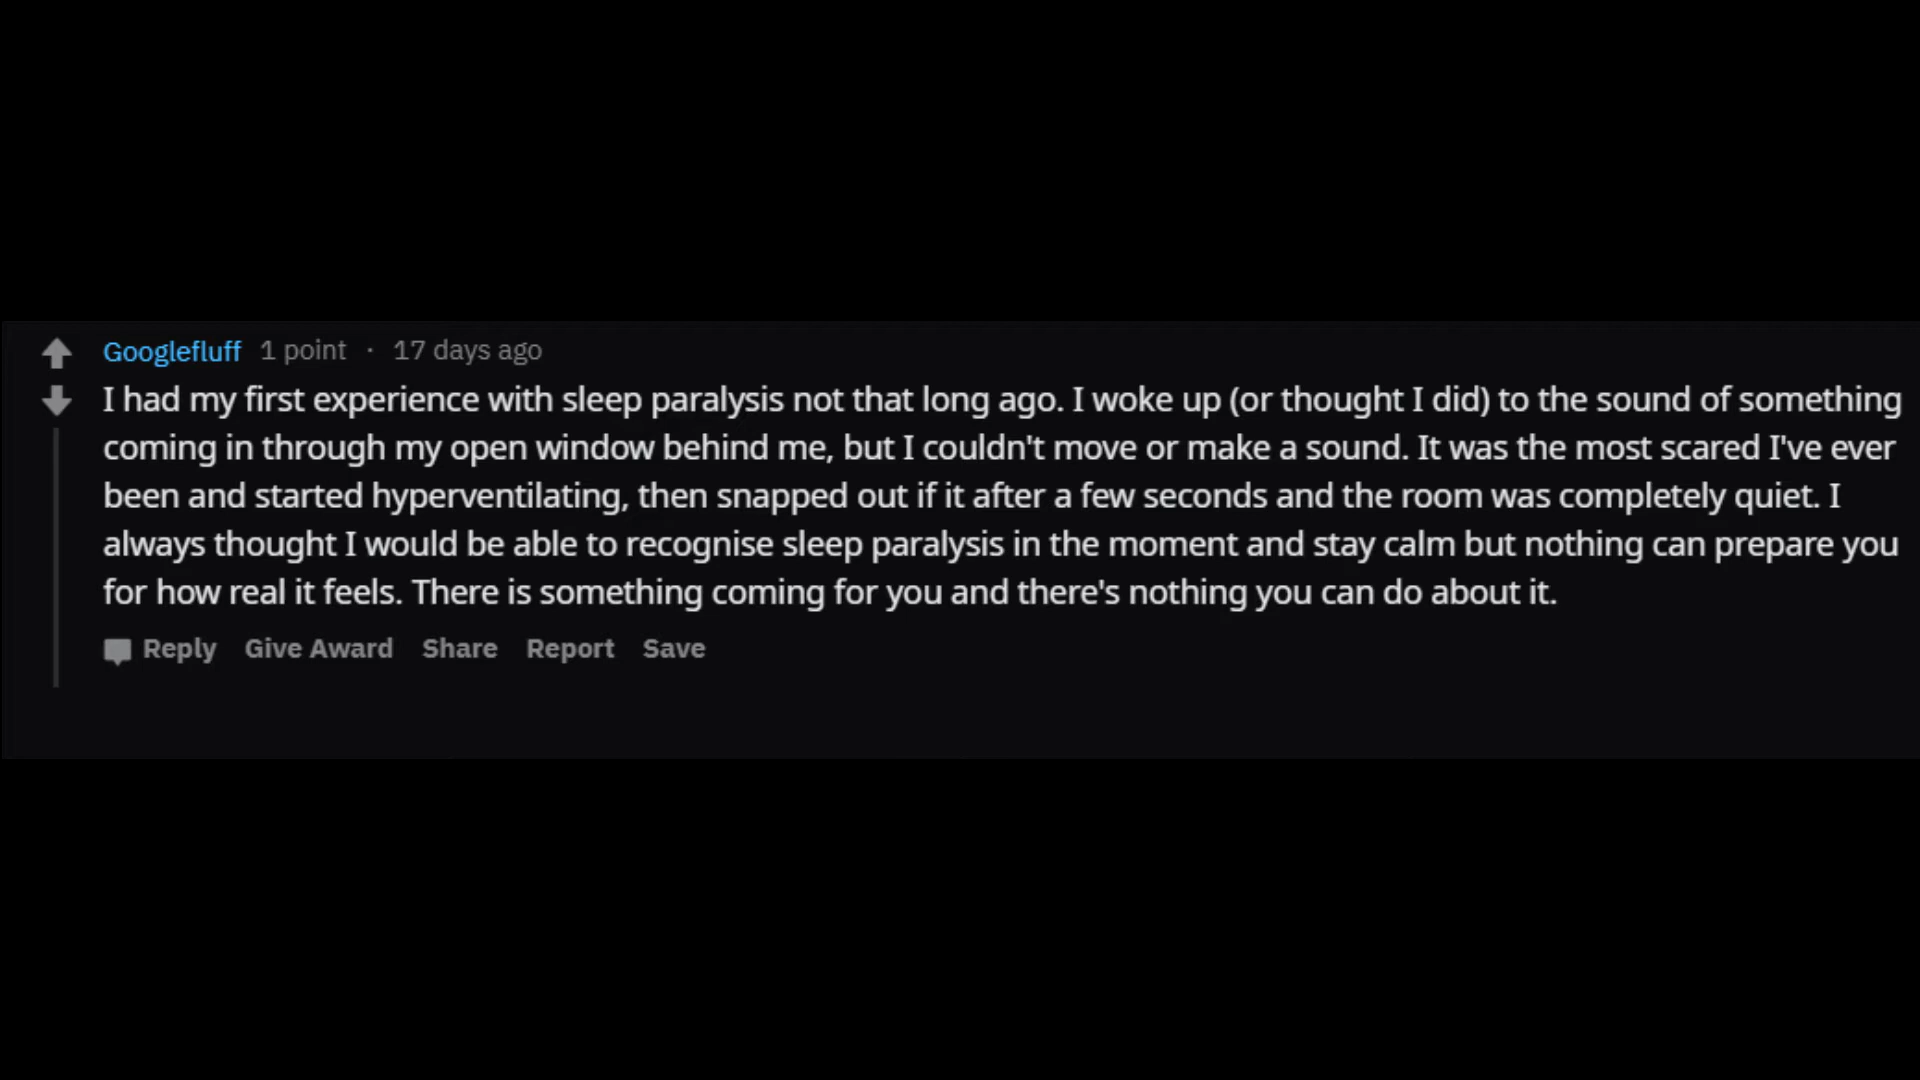 Googlefluff 1 point · 17 days ago
I had my first experience with sleep paralysis not that long ago. I woke up (or thought I did) to the sound of something
coming in through my open window behind me, but I couldn't move or make a sound. It was the most scared I've ever
been and started hyperventilating, then snapped out if it after a few seconds and the room was completely quiet. I
always thought I would be able to recognise sleep paralysis in the moment and stay calm but nothing can prepare you
for how real it feels. There is something coming for you and there's nothing you can do about it.
Reply Give Award Share Report Save